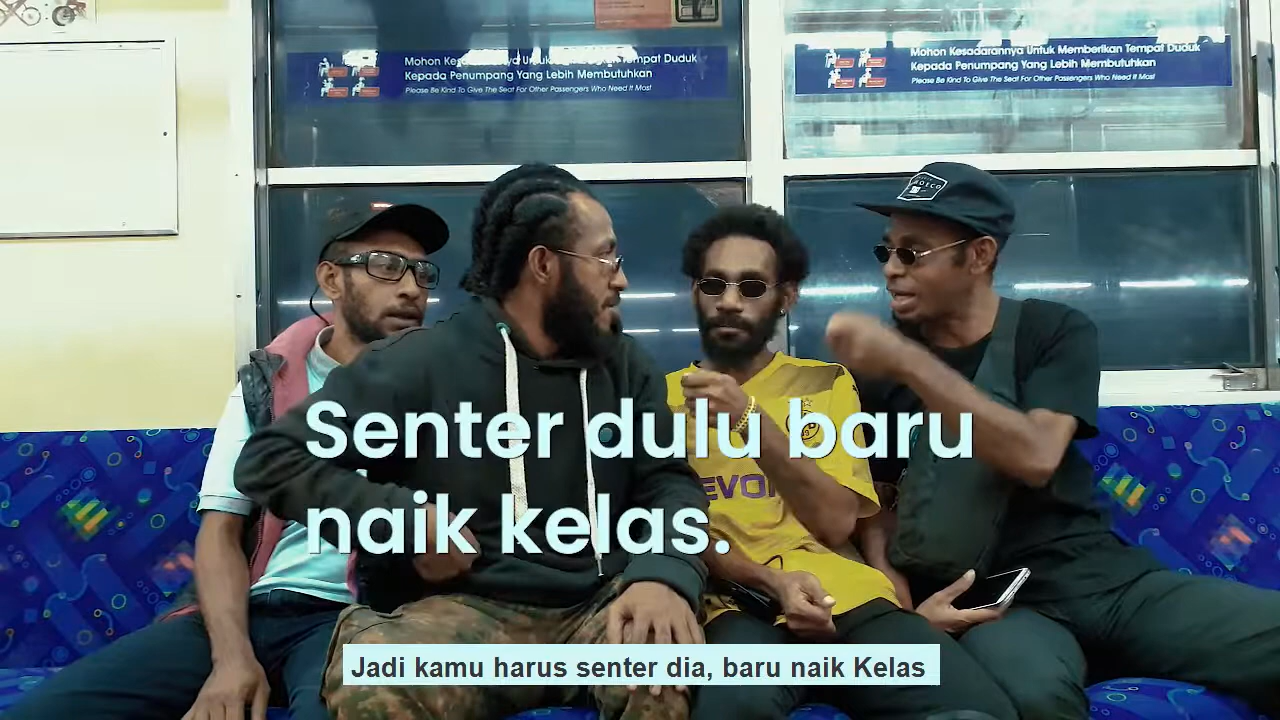 Mohon Kesadarannya Untuk Memberikan Tempat Duduk
Kepada Penumpang Yang Lebih Membutuhkan
Please Be Kind To Give The Seat For Other Passengers Who Need It Most
Mohon Kesadarannya Untuk Memberikan Tempat Duduk
Kepada Penumpang Yang Lebih Membutuhkan
Please Be Kind To Give The Seat For Other Passengers Who Need It Most
Senter dulu baru
naik kelas.
Jadi kamu harus senter dia, baru naik Kelas